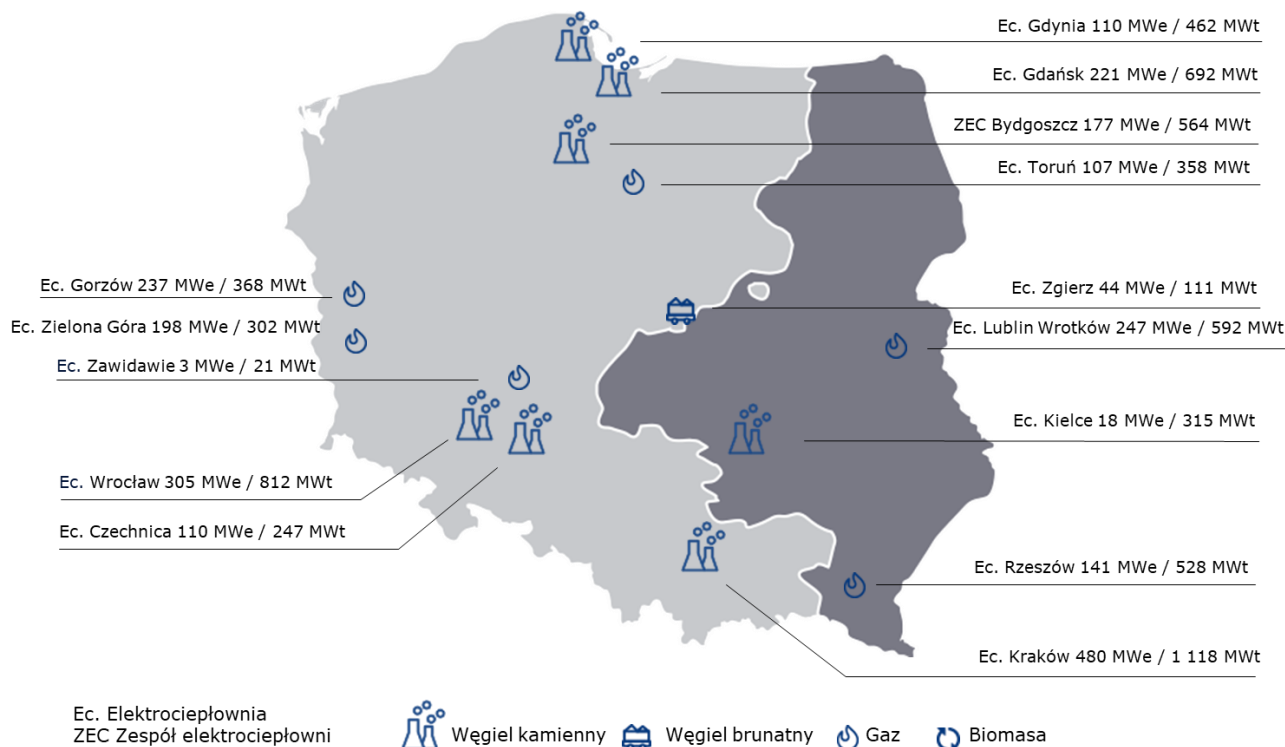 Ec. Gdynia 110 MWe / 462 MWt
Ec. Gdańsk 221 MWe / 692 MWt
ZEC Bydgoszcz 177 MWe / 564 MWt
Ec. Toruń 107 MWe / 358 MWt
Ec. Gorzów 237 MWe / 368 MWt
Ec. Zgierz 44 MWe / 111 MWt
Ec. Zielona Góra 198 MWe / 302 MWt
Ec. Lublin Wrotków 247 MWe / 592 MWt
Ec. Zawidawie 3 MWe / 21 MWt
Ec. Kielce 18 MWe / 315 MWt
Ec. Wrocław 305 MWe / 812 MWt
Ec. Czechnica 110 MWe / 247 MWt
Ec. Rzeszów 141 MWe / 528 MWt
Ec. Kraków 480 MWe / 1 118 MWt
Ec. Elektrociepłownia
ZEC Zespół elektrociepłowni
Węgiel kamienny
Węgiel brunatny
Gaz
Biomasa